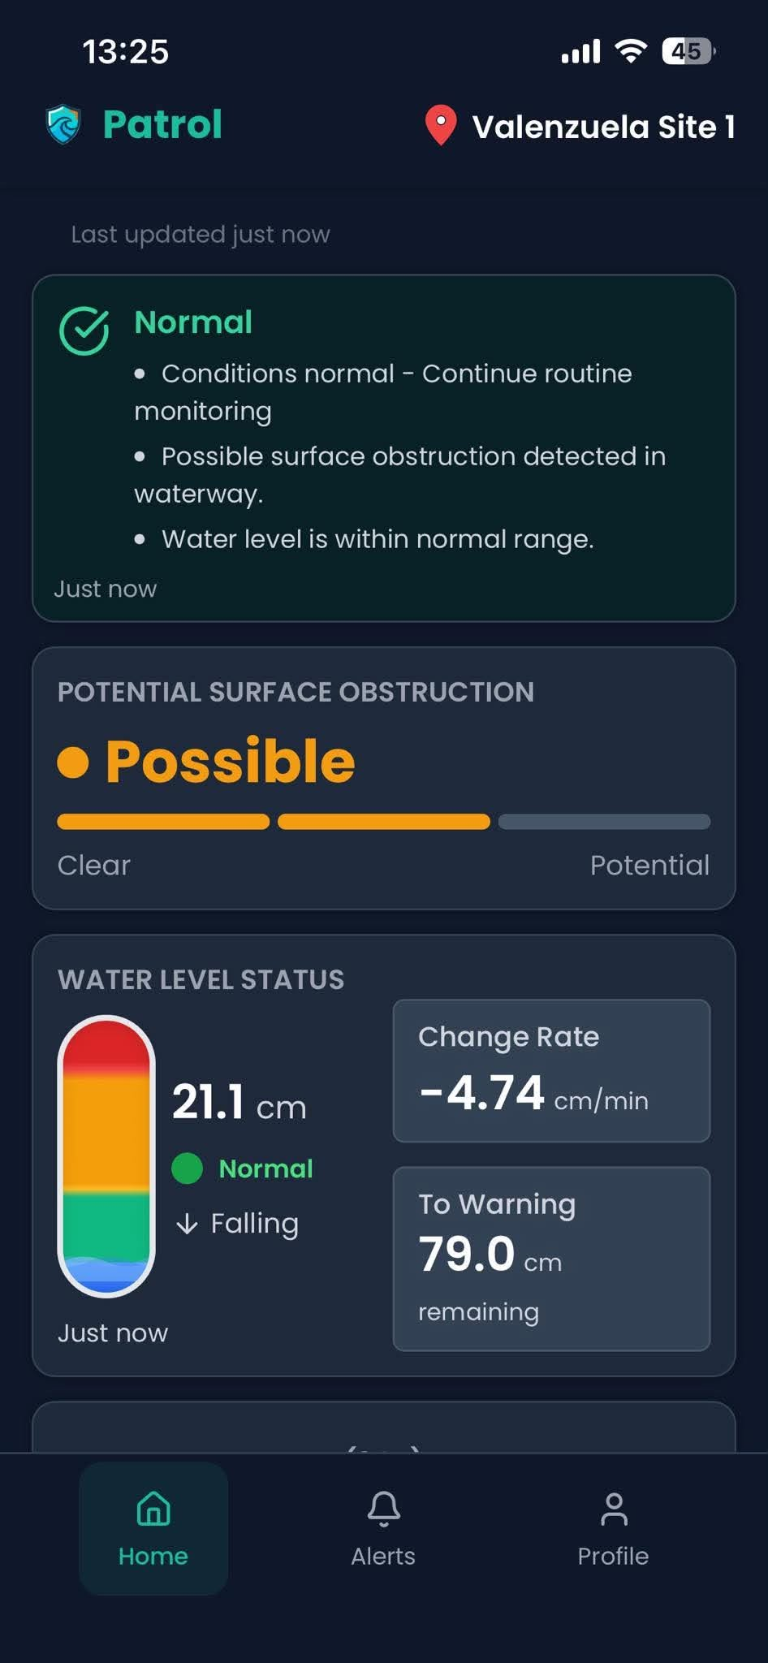 13:25
45
Patrol
Valenzuela Site 1
Last updated just now
Normal
• Conditions normal - Continue routine
monitoring
• Possible surface obstruction detected in
waterway.
• Water level is within normal range.
Just now
POTENTIAL SURFACE OBSTRUCTION
Possible
Clear
Potential
WATER LEVEL STATUS
21.1 cm
Normal
↓ Falling
Just now
Change Rate
-4.74 cm/min
To Warning
79.0 cm
remaining
Home
Alerts
Profile